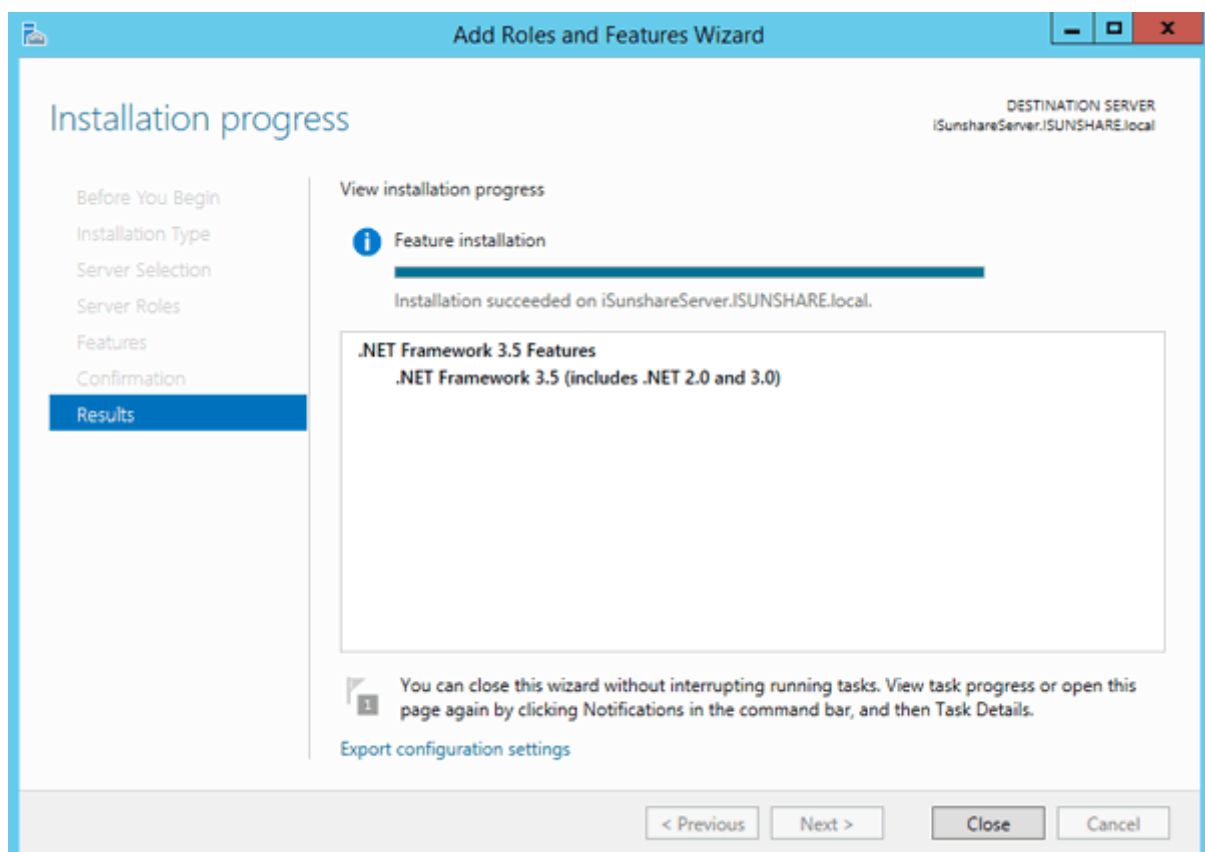 Add Roles and Features Wizard
Installation progress
DESTINATION SERVER
iSunshareServer.ISUNSHARE.local
Before You Begin
Installation Type
Server Selection
Server Roles
Features
Confirmation
Results
View installation progress
Feature installation
Installation succeeded on iSunshareServer.ISUNSHARE.local.
.NET Framework 3.5 Features
.NET Framework 3.5 (includes .NET 2.0 and 3.0)
1
You can close this wizard without interrupting running tasks. View task progress or open this
page again by clicking Notifications in the command bar, and then Task Details.
Export configuration settings
< Previous
Next >
Close
Cancel